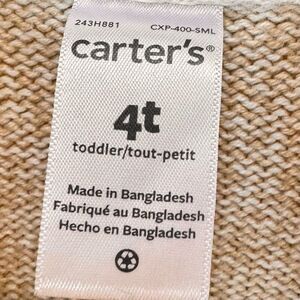 243H881 CXP-400-SML
carter's®
4t
toddler/tout-petit
Made in Bangladesh
Fabriqué au Bangladesh
Hecho en Bangladesh